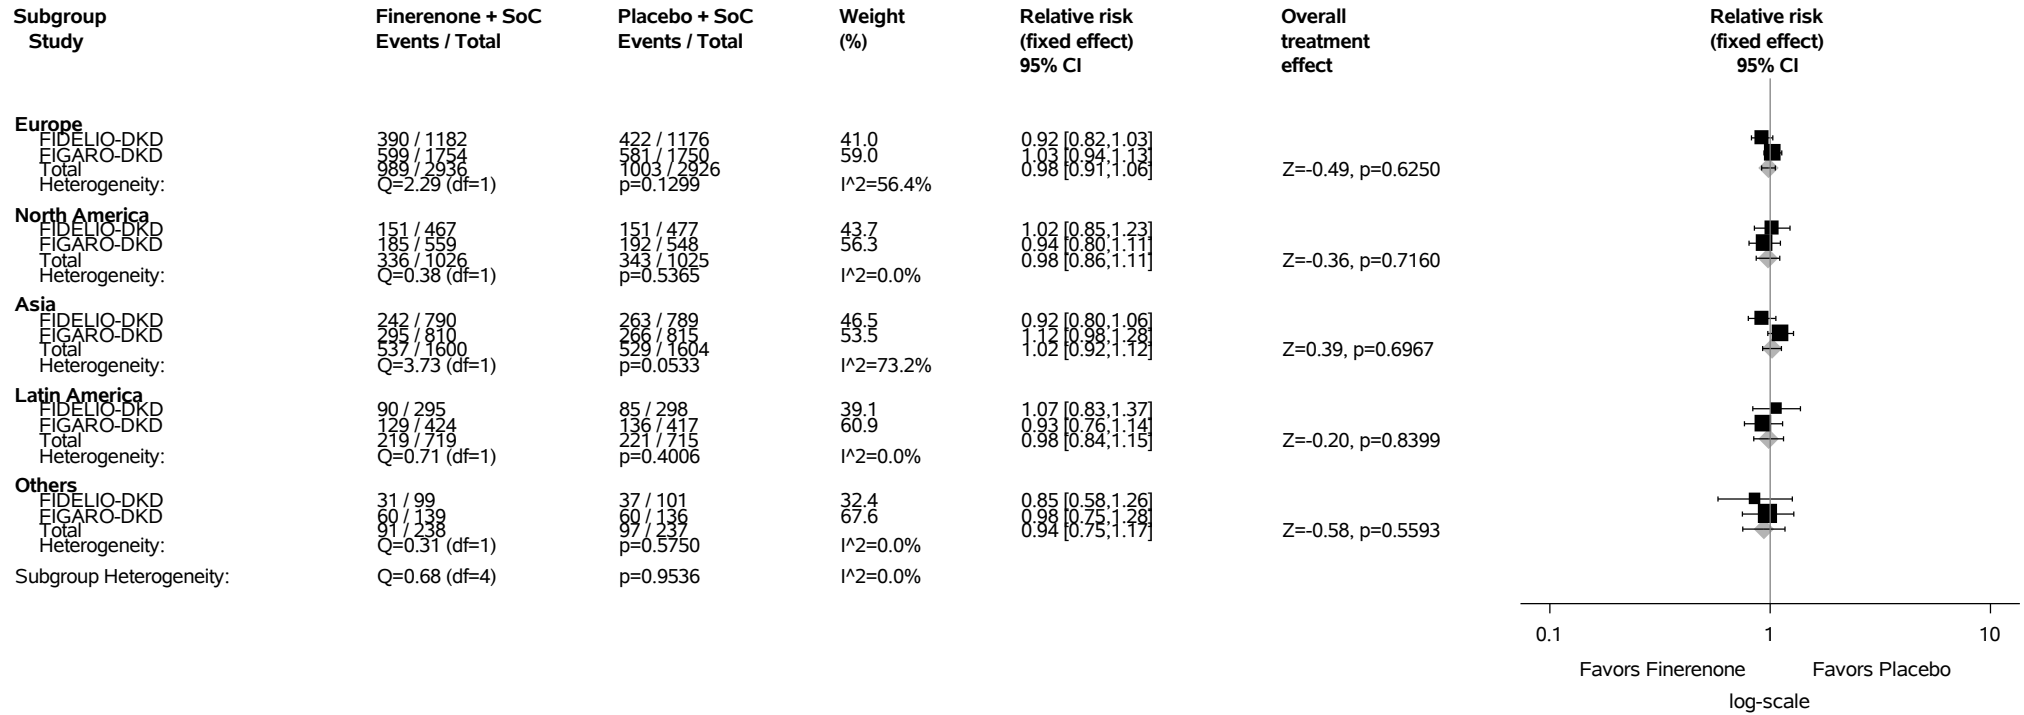 Subgroup Finerenone + SoC Placebo + SoC Weight Relative risk Overall Relative risk
Study Events / Total Events / Total (%) (fixed effect) treatment (fixed effect)
95% CI effect 95% CI
Europe
FIDELIO-DKD 390 / 1182 422 / 1176 41.0 0.92 [0.82,1.03]
FIGARO-DKD 599 / 1754 581 / 1750 59.0 1.03 [0.94,1.13]
Total 989 / 2936 1003 / 2926 0.98 [0.91,1.06] Z=-0.49, p=0.6250
Heterogeneity: Q=2.29 (df=1) p=0.1299 I^2=56.4%
North America
FIDELIO-DKD 151 / 467 151 / 477 43.7 1.02 [0.85,1.23]
FIGARO-DKD 185 / 559 192 / 548 56.3 0.94 [0.80,1.11]
Total 336 / 1026 343 / 1025 0.98 [0.86,1.11] Z=-0.36, p=0.7160
Heterogeneity: Q=0.38 (df=1) p=0.5365 I^2=0.0%
Asia
FIDELIO-DKD 242 / 790 263 / 789 46.5 0.92 [0.80,1.06]
FIGARO-DKD 295 / 810 266 / 815 53.5 1.12 [0.98,1.28]
Total 537 / 1600 529 / 1604 1.02 [0.92,1.12] Z=0.39, p=0.6967
Heterogeneity: Q=3.73 (df=1) p=0.0533 I^2=73.2%
Latin America
FIDELIO-DKD 90 / 295 85 / 298 39.1 1.07 [0.83,1.37]
FIGARO-DKD 129 / 424 136 / 417 60.9 0.93 [0.76,1.14]
Total 219 / 719 221 / 715 0.98 [0.84,1.15] Z=-0.20, p=0.8399
Heterogeneity: Q=0.71 (df=1) p=0.4006 I^2=0.0%
Others
FIDELIO-DKD 31 / 99 37 / 101 32.4 0.85 [0.58,1.26]
FIGARO-DKD 60 / 139 60 / 136 67.6 0.98 [0.75,1.28]
Total 91 / 238 97 / 237 0.94 [0.75,1.17] Z=-0.58, p=0.5593
Heterogeneity: Q=0.31 (df=1) p=0.5750 I^2=0.0%
Subgroup Heterogeneity: Q=0.68 (df=4) p=0.9536 I^2=0.0%
0.1 1 10
Favors Finerenone Favors Placebo
log-scale